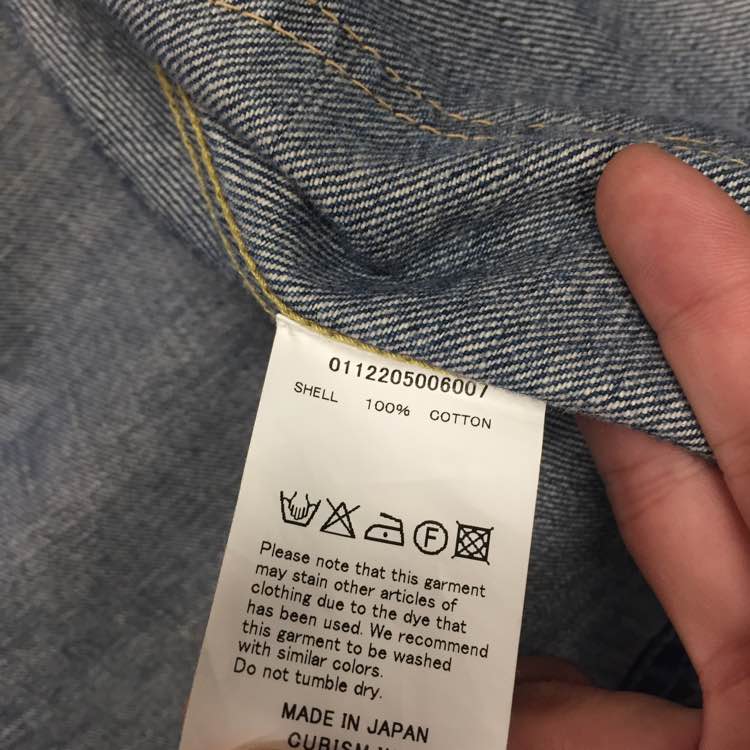 0112205006007
SHELL 100% COTTON
F
Please note that this garment
may stain other articles of
clothing due to the dye that
has been used. We recommend
this garment to be washed
with similar colors.
Do not tumble dry.
MADE IN JAPAN
CUBISM